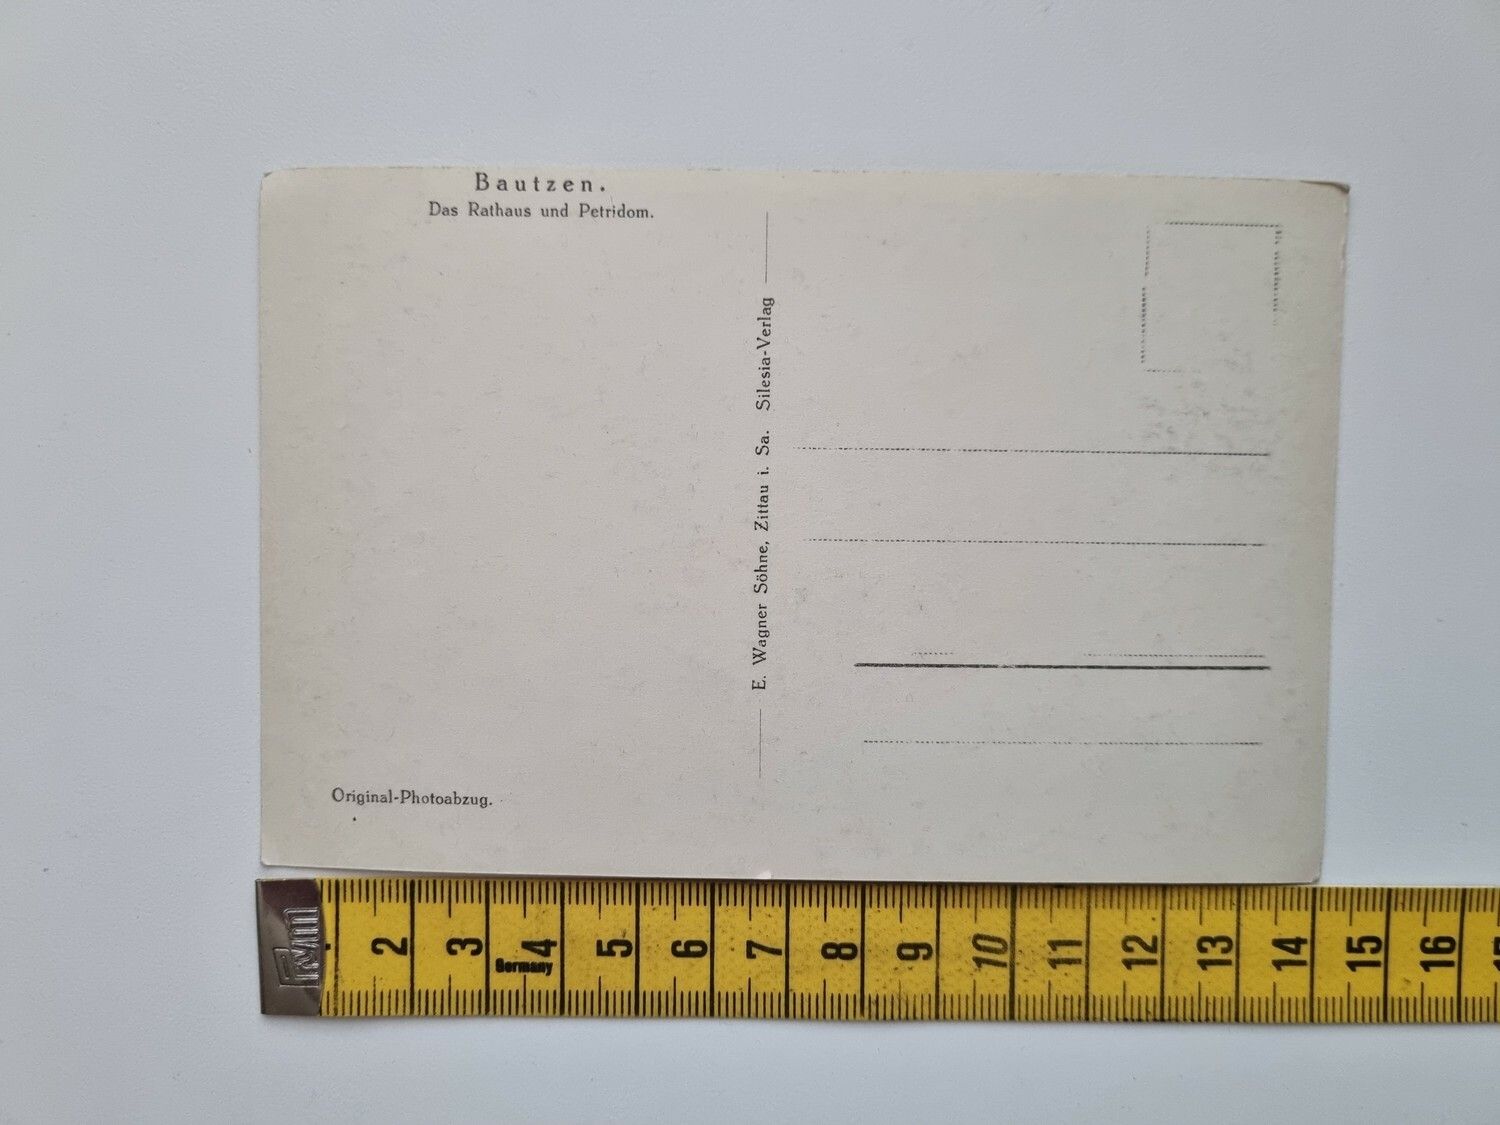 Bautzen.
Das Rathaus und Petridom.
E. Wagner Söhne, Zittau i. Sa. Silesia-Verlag
Original-Photoabzug.
Prym
2 3 4 5 6 7 8 9 10 11 12 13 14 15 16
Germany